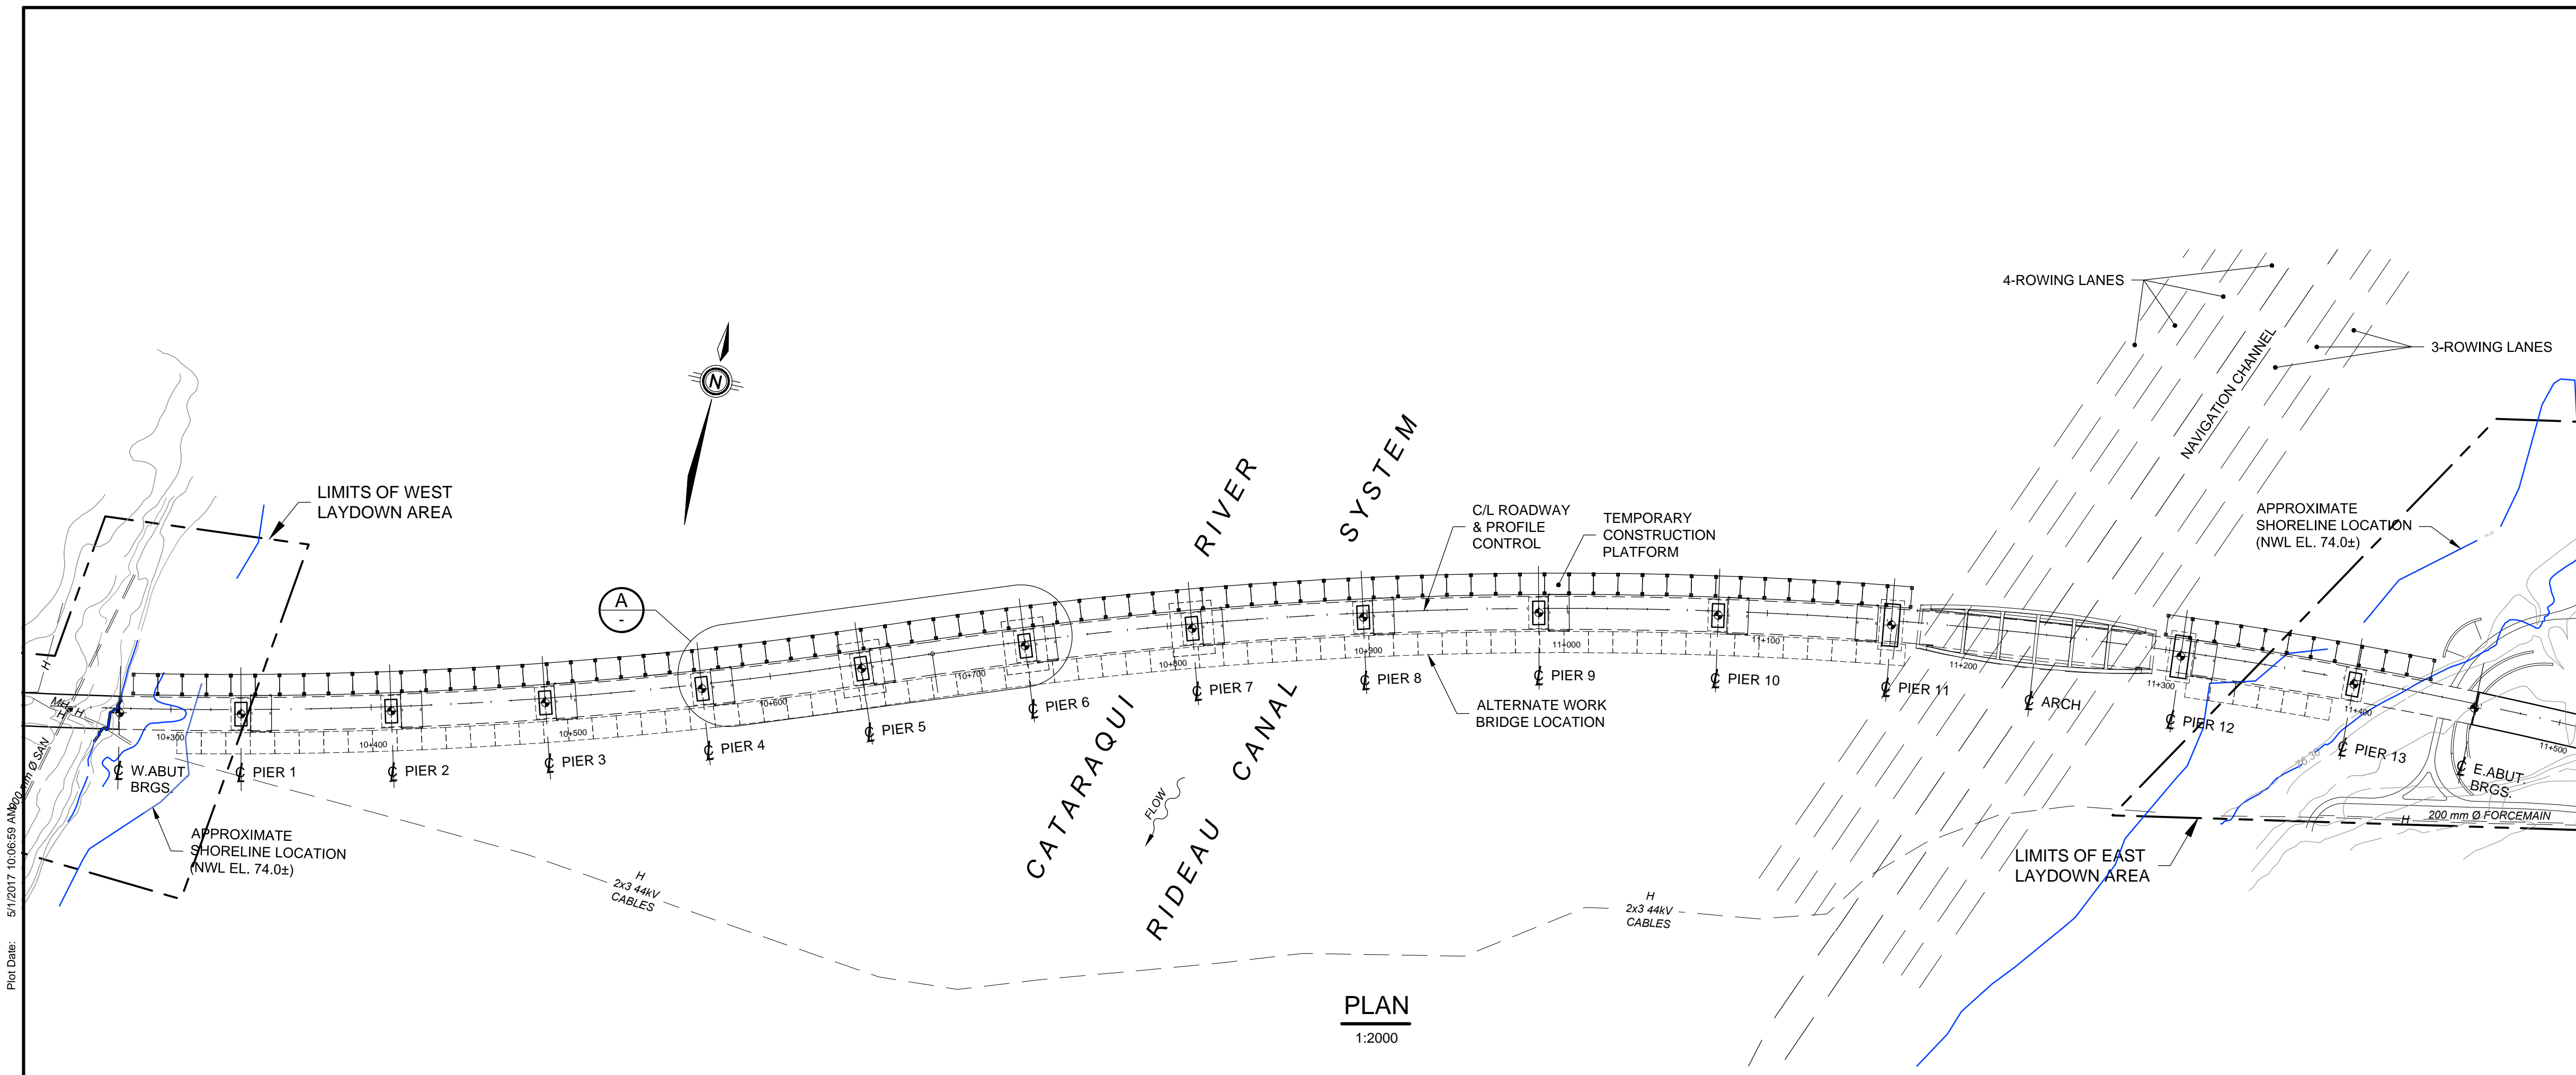 4-ROWING LANES
3-ROWING LANES
NAVIGATION CHANNEL
N
LIMITS OF WEST
LAYDOWN AREA
RIVER
SYSTEM
C/L ROADWAY
& PROFILE
CONTROL
TEMPORARY
CONSTRUCTION
PLATFORM
APPROXIMATE
SHORELINE LOCATION
(NWL EL. 74.0±)
A
-
H
MH
H
H
10+300
10+400
10+500
10+600
10+700
10+800
10+900
11+000
11+100
11+200
11+300
11+400
11+500
℄ W.ABUT
BRGS.
℄ PIER 1
℄ PIER 2
℄ PIER 3
℄ PIER 4
℄ PIER 5
℄ PIER 6
℄ PIER 7
℄ PIER 8
℄ PIER 9
℄ PIER 10
℄ PIER 11
℄ ARCH
℄ PIER 12
℄ PIER 13
℄ E.ABUT.
BRGS.
ALTERNATE WORK
BRIDGE LOCATION
CATARAQUI
RIDEAU CANAL
FLOW
APPROXIMATE
SHORELINE LOCATION
(NWL EL. 74.0±)
mm Ø SAN
H
2x3 44kV
CABLES
H
2x3 44kV
CABLES
H
200 mm Ø FORCEMAIN
LIMITS OF EAST
LAYDOWN AREA
PLAN
1:2000
Plot Date: 5/1/2017 10:06:59 AM